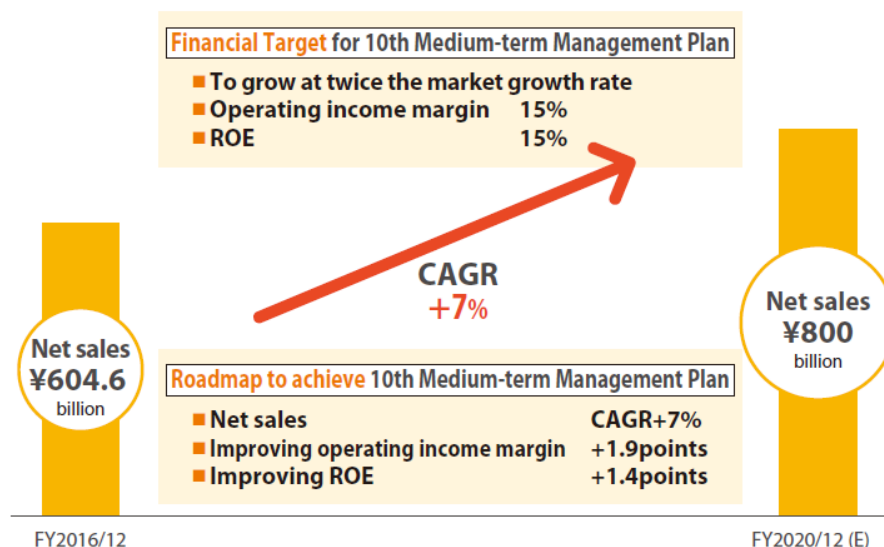 Financial Target for 10th Medium-term Management Plan
■ To grow at twice the market growth rate
■ Operating income margin 15%
■ ROE 15%
CAGR
+7%
Net sales
¥604.6
billion
Net sales
¥800
billion
Roadmap to achieve 10th Medium-term Management Plan
■ Net sales CAGR+7%
■ Improving operating income margin +1.9points
■ Improving ROE +1.4points
FY2016/12
FY2020/12 (E)